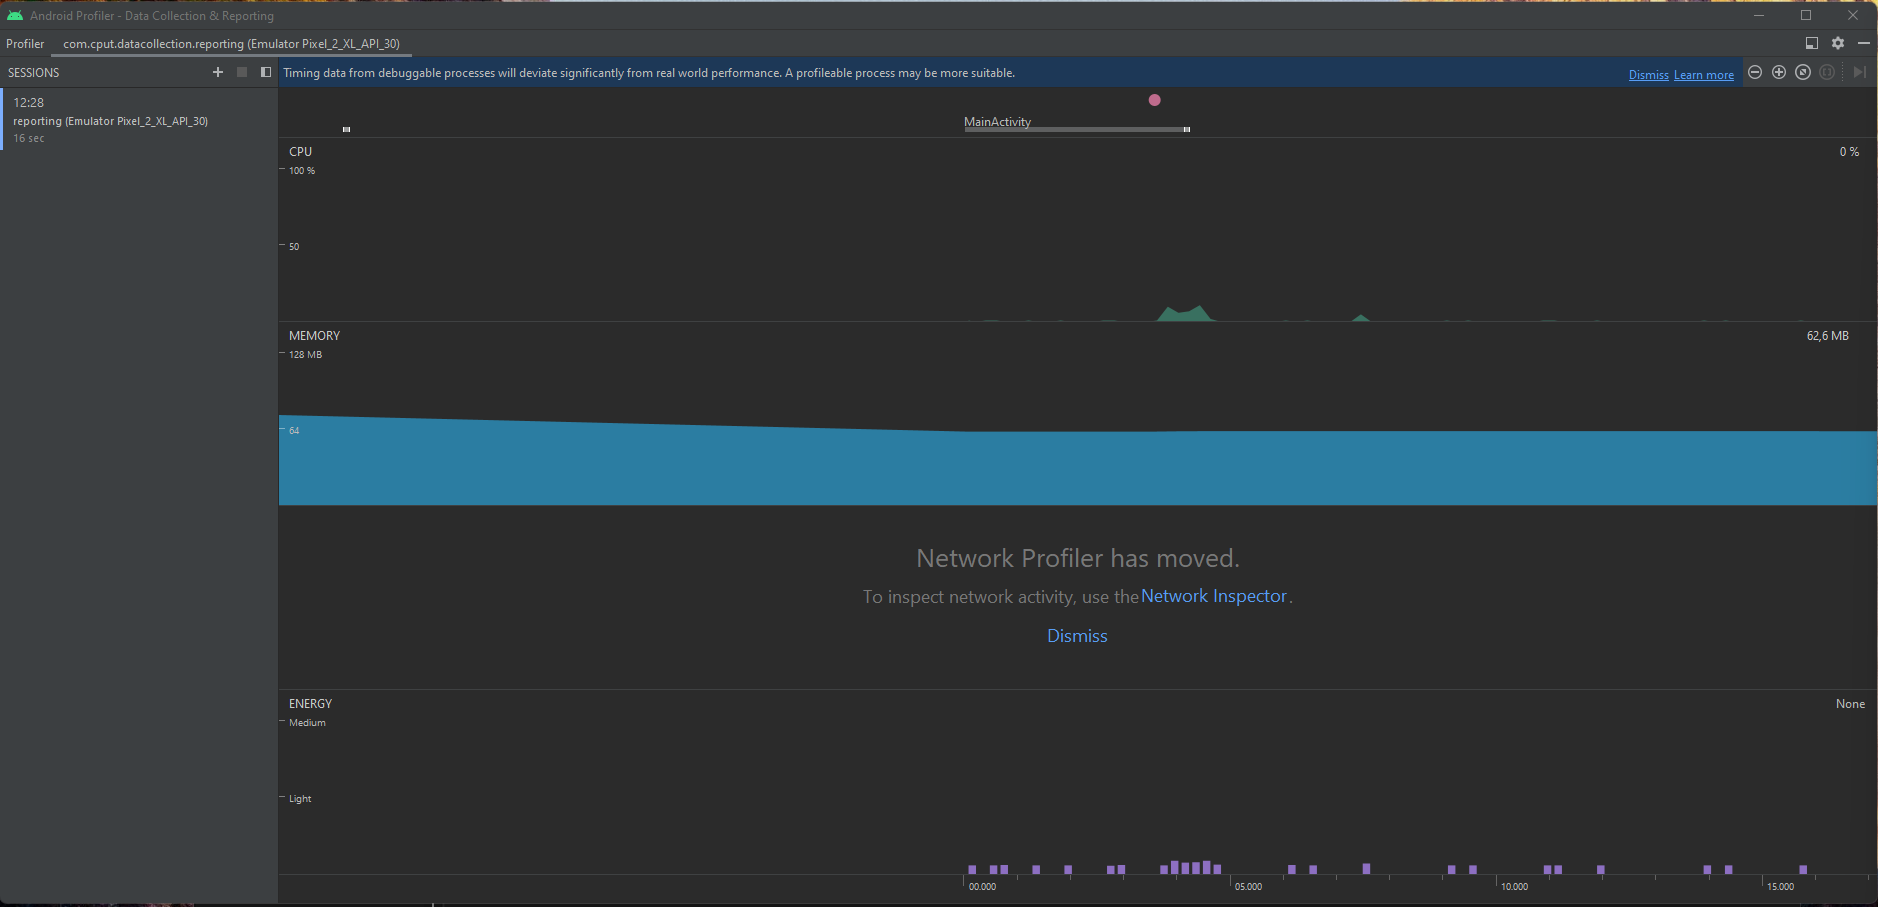 Android Profiler - Data Collection & Reporting
Profiler com.cput.datacollection.reporting (Emulator Pixel_2_XL_API_30)
SESSIONS
Timing data from debuggable processes will deviate significantly from real world performance. A profileable process may be more suitable. Dismiss Learn more
12:28
reporting (Emulator Pixel_2_XL_API_30)
16 sec
MainActivity
CPU 0 %
100 %
50
MEMORY 62,6 MB
128 MB
64
Network Profiler has moved.
To inspect network activity, use the Network Inspector.
Dismiss
ENERGY None
Medium
Light
00.000 05.000 10.000 15.000